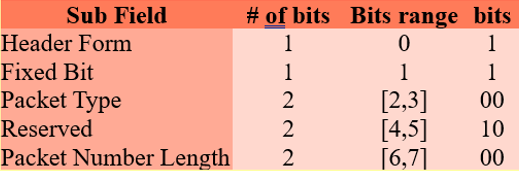 Sub Field # of bits Bits range bits
Header Form 1 0 1
Fixed Bit 1 1 1
Packet Type 2 [2,3] 00
Reserved 2 [4,5] 10
Packet Number Length 2 [6,7] 00